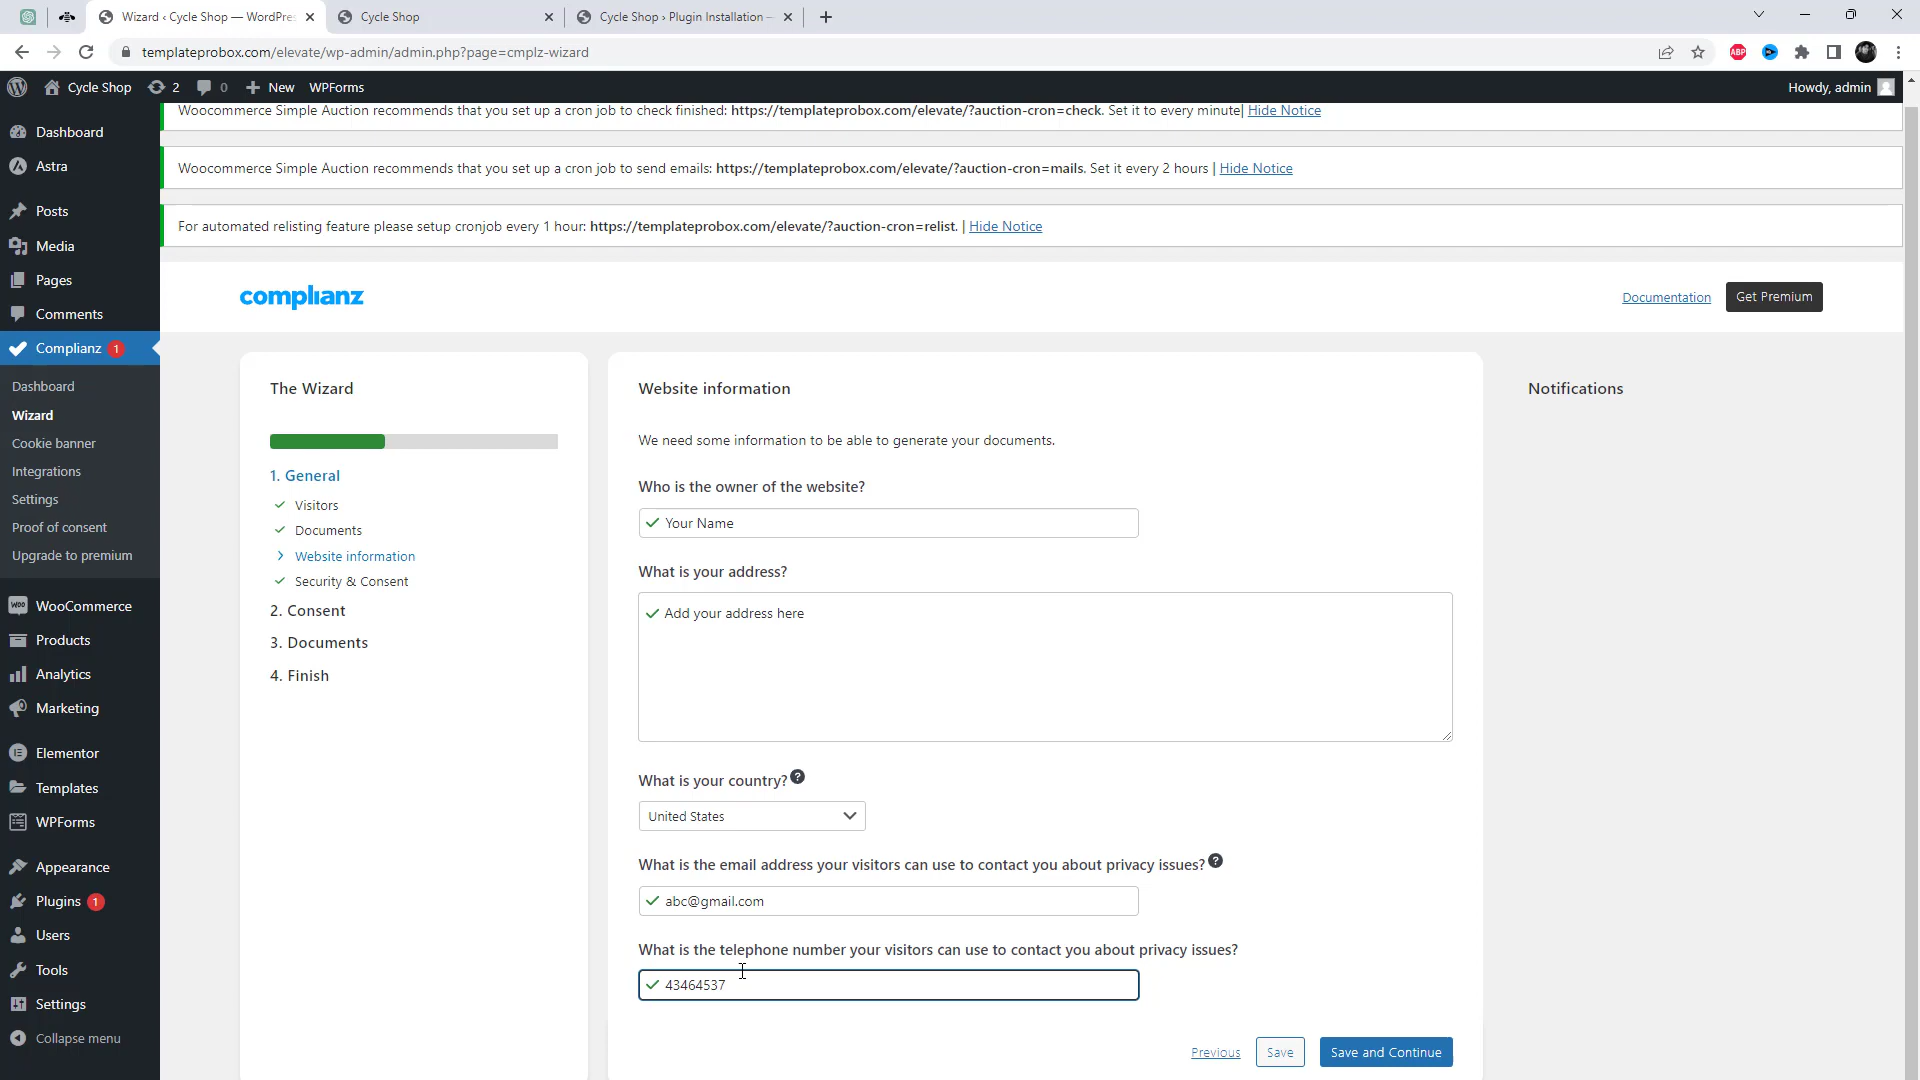 Wizard ‹ Cycle Shop — WordPres
Cycle Shop
Cycle Shop › Plugin Installation –
templateprobox.com/elevate/wp-admin/admin.php?page=cmplz-wizard
ABP
Cycle Shop
2
0
New
WPForms
Howdy, admin
Woocommerce Simple Auction recommends that you set up a cron job to check finished: https://templateprobox.com/elevate/?auction-cron=check. Set it to every minute| Hide Notice
Woocommerce Simple Auction recommends that you set up a cron job to send emails: https://templateprobox.com/elevate/?auction-cron=mails. Set it every 2 hours | Hide Notice
For automated relisting feature please setup cronjob every 1 hour: https://templateprobox.com/elevate/?auction-cron=relist. | Hide Notice
Dashboard
Astra
Posts
Media
Pages
Comments
Complianz 1
Dashboard
Wizard
Cookie banner
Integrations
Settings
Proof of consent
Upgrade to premium
WooCommerce
Products
Analytics
Marketing
Elementor
Templates
WPForms
Appearance
Plugins 1
Users
Tools
Settings
Collapse menu
complianz
Documentation
Get Premium
The Wizard
1. General
Visitors
Documents
Website information
Security & Consent
2. Consent
3. Documents
4. Finish
Website information
We need some information to be able to generate your documents.
Who is the owner of the website?
Your Name
What is your address?
Add your address here
What is your country?
United States
What is the email address your visitors can use to contact you about privacy issues?
abc@gmail.com
What is the telephone number your visitors can use to contact you about privacy issues?
43464537
Previous
Save
Save and Continue
Notifications